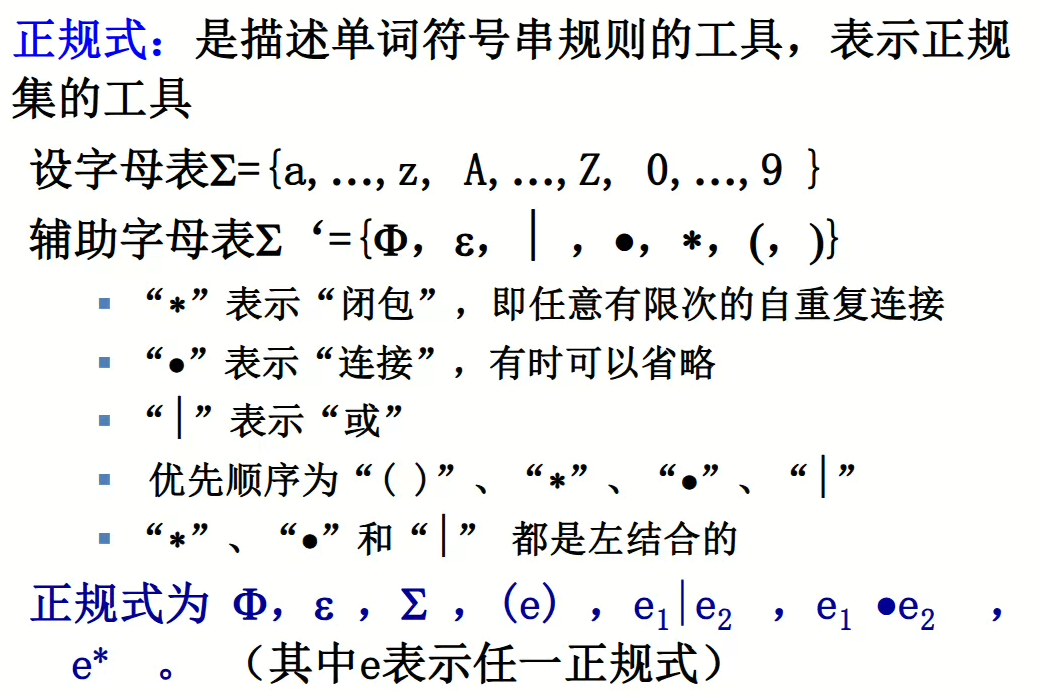 正规式：是描述单词符号串规则的工具，表示正规
集的工具
设字母表Σ={a,…,z, A,…,Z, 0,…,9 }
辅助字母表Σ‘={Φ，ε，｜，●，*，(，)}
“*”表示“闭包”，即任意有限次的自重复连接
“●”表示“连接”，有时可以省略
“｜”表示“或”
优先顺序为“( )”、“*”、“●”、“｜”
“*”、“●”和“｜” 都是左结合的
正规式为 Φ，ε，Σ，(e)，e₁|e₂ ，e₁ ●e₂ ，
e* 。（其中e表示任一正规式）